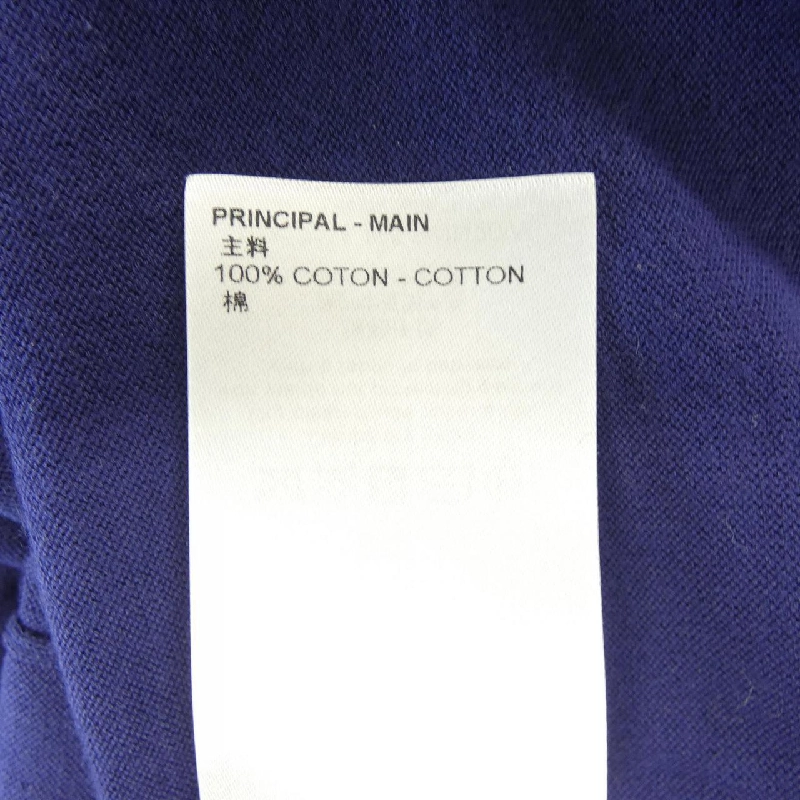 PRINCIPAL - MAIN
主料
100% COTON - COTTON
棉